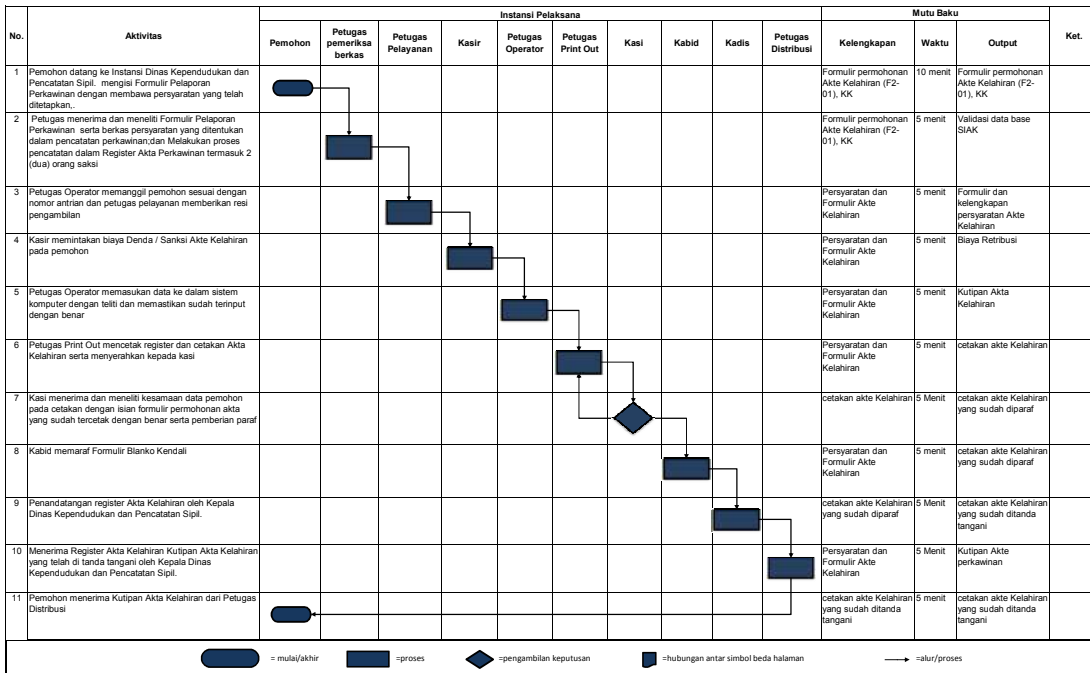 Instansi Pelaksana
Mutu Baku
No.
Aktivitas
Pemohon
Petugas
pemeriksa
berkas
Petugas
Pelayanan
Kasir
Petugas
Operator
Petugas
Print Out
Kasi
Kabid
Kadis
Petugas
Distribusi
Kelengkapan
Waktu
Output
Ket.
1
Pemohon datang ke Instansi Dinas Kependudukan dan
Pencatatan Sipil. mengisi Formulir Pelaporan
Perkawinan dengan membawa persyaratan yang telah
ditetapkan,.
Formulir permohonan
Akte Kelahiran (F2-
01), KK
10 menit
Formulir permohonan
Akte Kelahiran (F2-
01), KK
2
Petugas menerima dan meneliti Formulir Pelaporan
Perkawinan serta berkas persyaratan yang ditentukan
dalam pencatatan perkawinan;dan Melakukan proses
pencatatan dalam Register Akta Perkawinan termasuk 2
(dua) orang saksi
Formulir permohonan
Akte Kelahiran (F2-
01), KK
5 menit
Validasi data base
SIAK
3
Petugas Operator memanggil pemohon sesuai dengan
nomor antrian dan petugas pelayanan memberikan resi
pengambilan
Persyaratan dan
Formulir Akte
Kelahiran
5 menit
Formulir dan
kelengkapan
persyaratan Akte
Kelahiran
4
Kasir memintakan biaya Denda / Sanksi Akte Kelahiran
pada pemohon
Persyaratan dan
Formulir Akte
Kelahiran
5 menit
Biaya Retribusi
5
Petugas Operator memasukan data ke dalam sistem
komputer dengan teliti dan memastikan sudah terinput
dengan benar
Persyaratan dan
Formulir Akte
Kelahiran
5 menit
Kutipan Akta
Kelahiran
6
Petugas Print Out mencetak register dan cetakan Akta
Kelahiran serta menyerahkan kepada kasi
Persyaratan dan
Formulir Akte
Kelahiran
5 menit
cetakan akte Kelahiran
7
Kasi menerima dan meneliti kesamaan data pemohon
pada cetakan dengan isian formulir permohonan akta
yang sudah tercetak dengan benar serta pemberian paraf
cetakan akte Kelahiran
5 Menit
cetakan akte Kelahiran
yang sudah diparaf
8
Kabid memaraf Formulir Blanko Kendali
Persyaratan dan
Formulir Akte
Kelahiran
5 menit
cetakan akte Kelahiran
yang sudah diparaf
9
Penandatangan register Akta Kelahiran oleh Kepala
Dinas Kependudukan dan Pencatatan Sipil.
cetakan akte Kelahiran
yang sudah diparaf
5 Menit
cetakan akte Kelahiran
yang sudah ditanda
tangani
10
Menerima Register Akta Kelahiran Kutipan Akta Kelahiran
yang telah di tanda tangani oleh Kepala Dinas
Kependudukan dan Pencatatan Sipil.
Persyaratan dan
Formulir Akte
Kelahiran
5 Menit
Kutipan Akte
perkawinan
11
Pemohon menerima Kutipan Akta Kelahiran dari Petugas
Distribusi
cetakan akte Kelahiran
yang sudah ditanda
tangani
5 menit
cetakan akte Kelahiran
yang sudah ditanda
tangani
= mulai/akhir
=proses
=pengambilan keputusan
=hubungan antar simbol beda halaman
=alur/proses